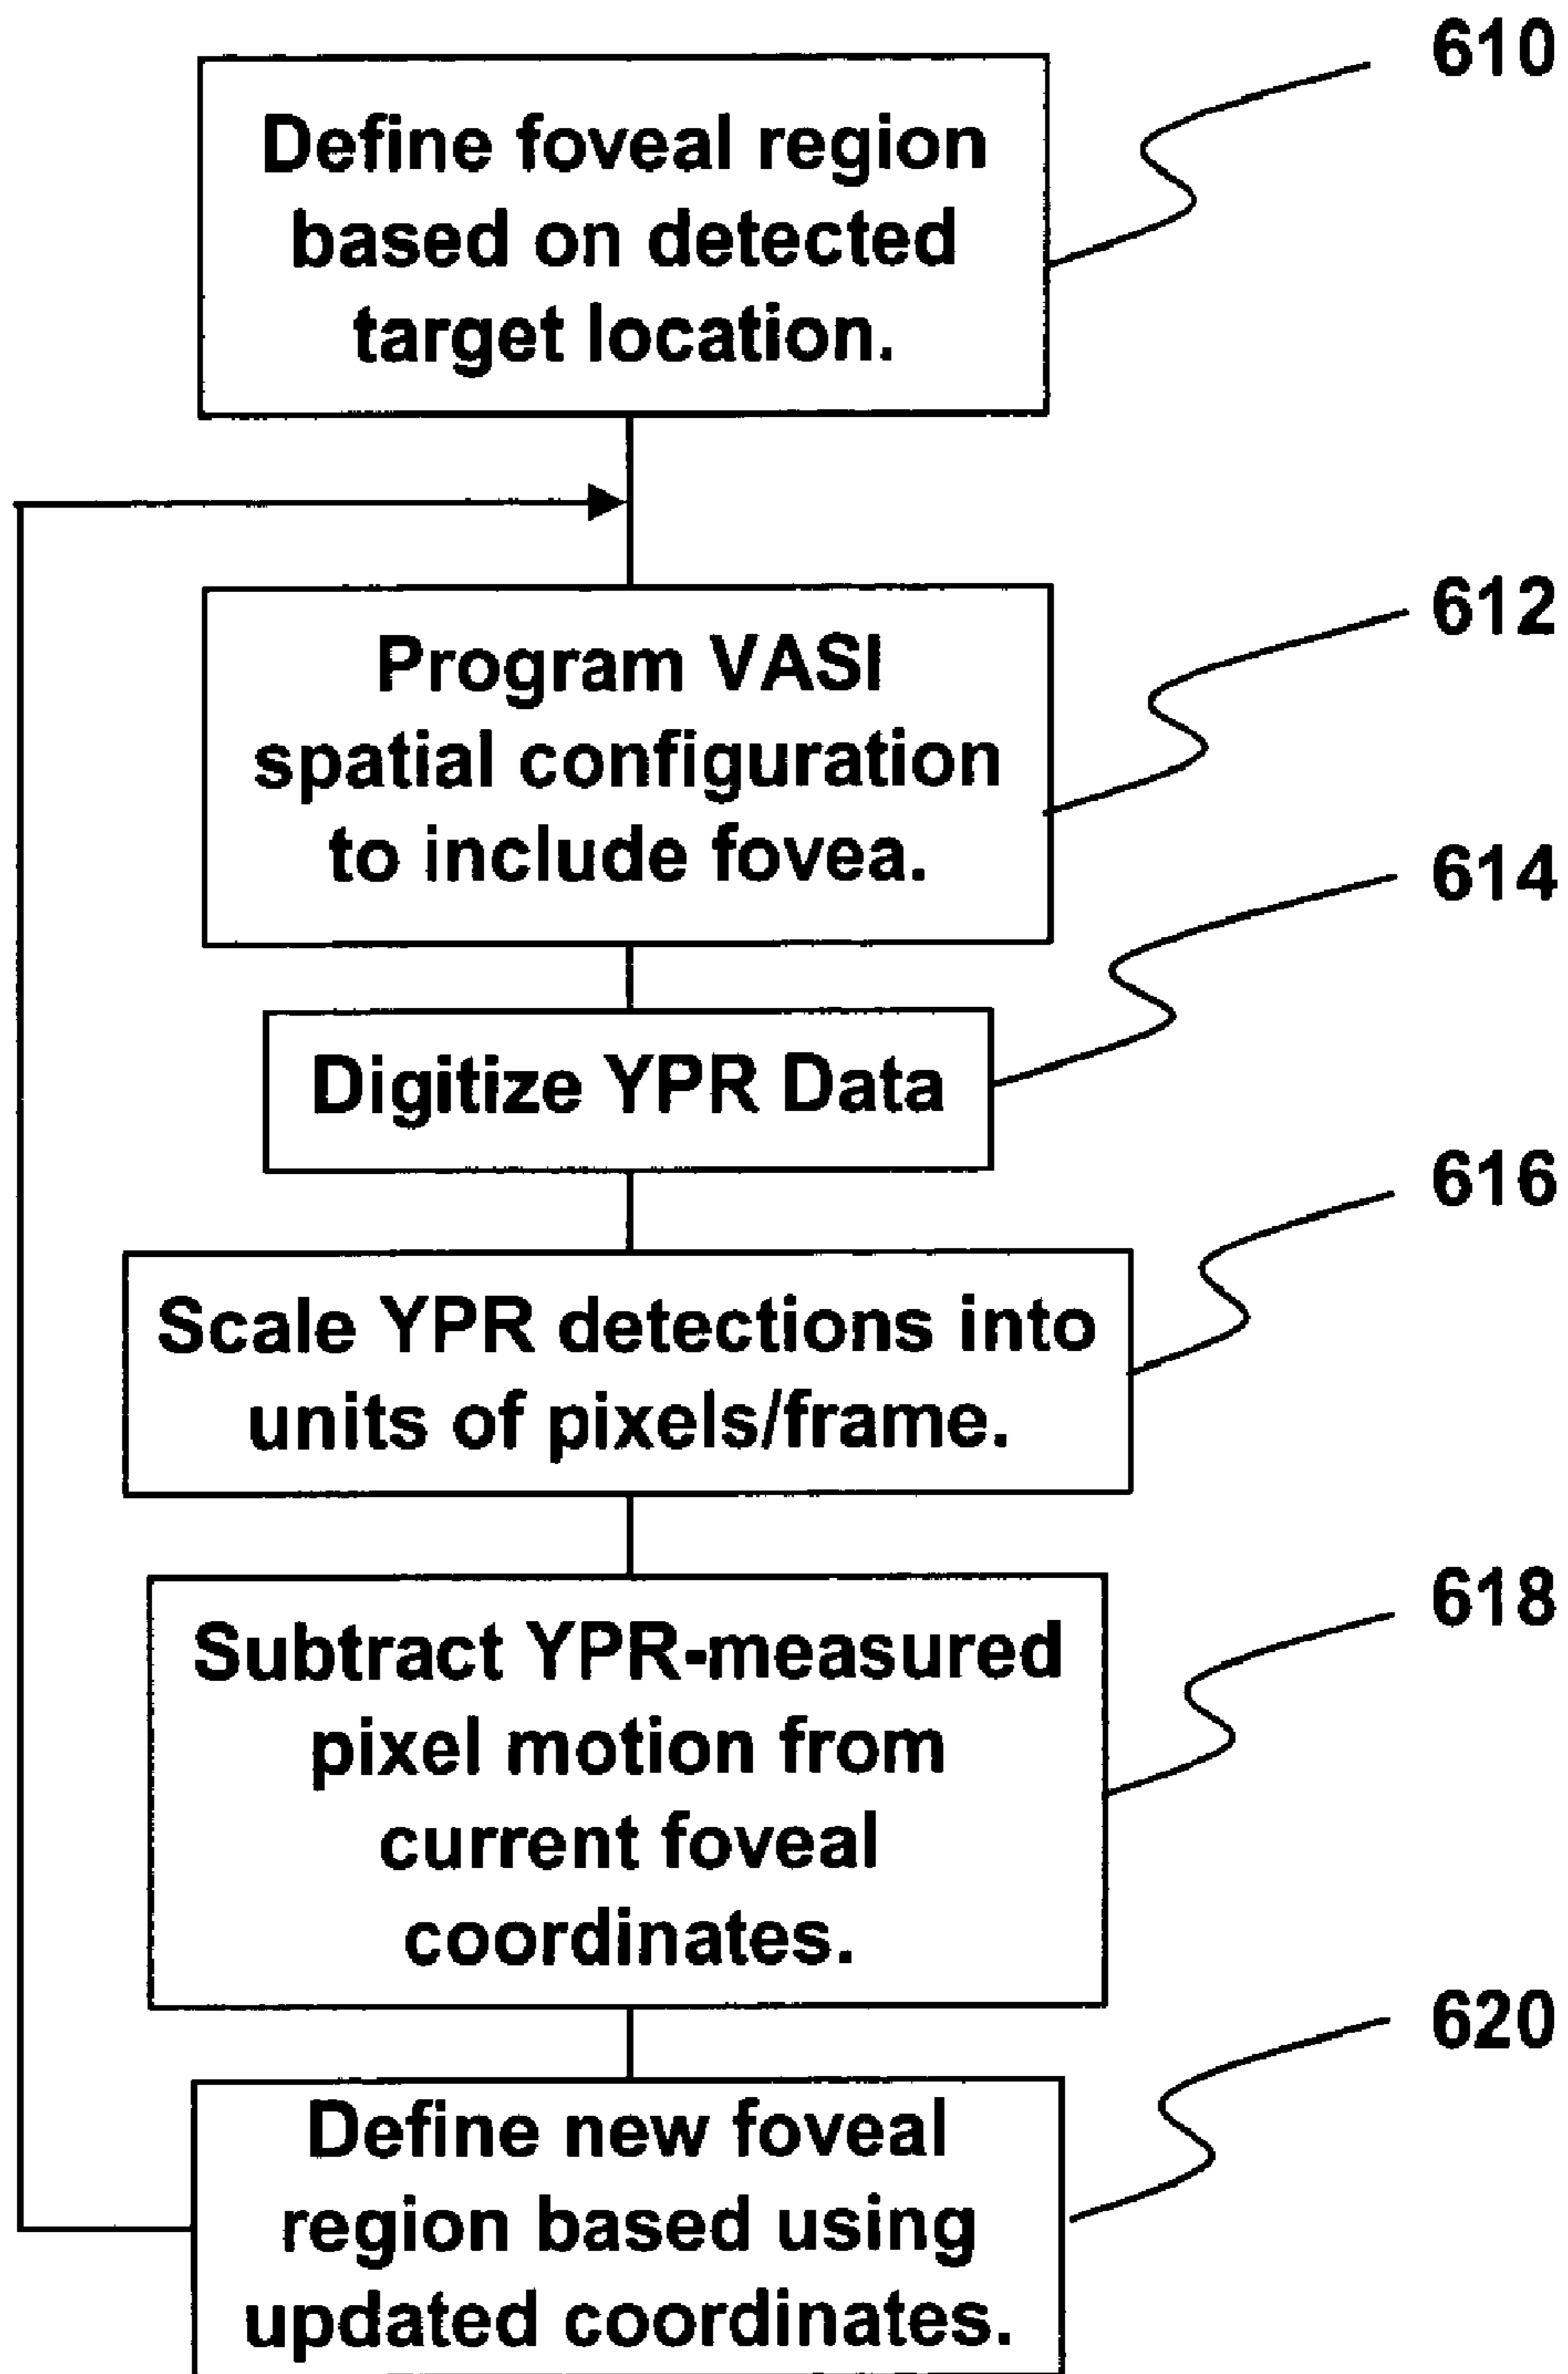 610
Define foveal region
based on detected
target location.
612
Program VASI
spatial configuration
to include fovea.
614
Digitize YPR Data
616
Scale YPR detections into
units of pixels/frame.
618
Subtract YPR-measured
pixel motion from
current foveal
coordinates.
620
Define new foveal
region based using
updated coordinates.